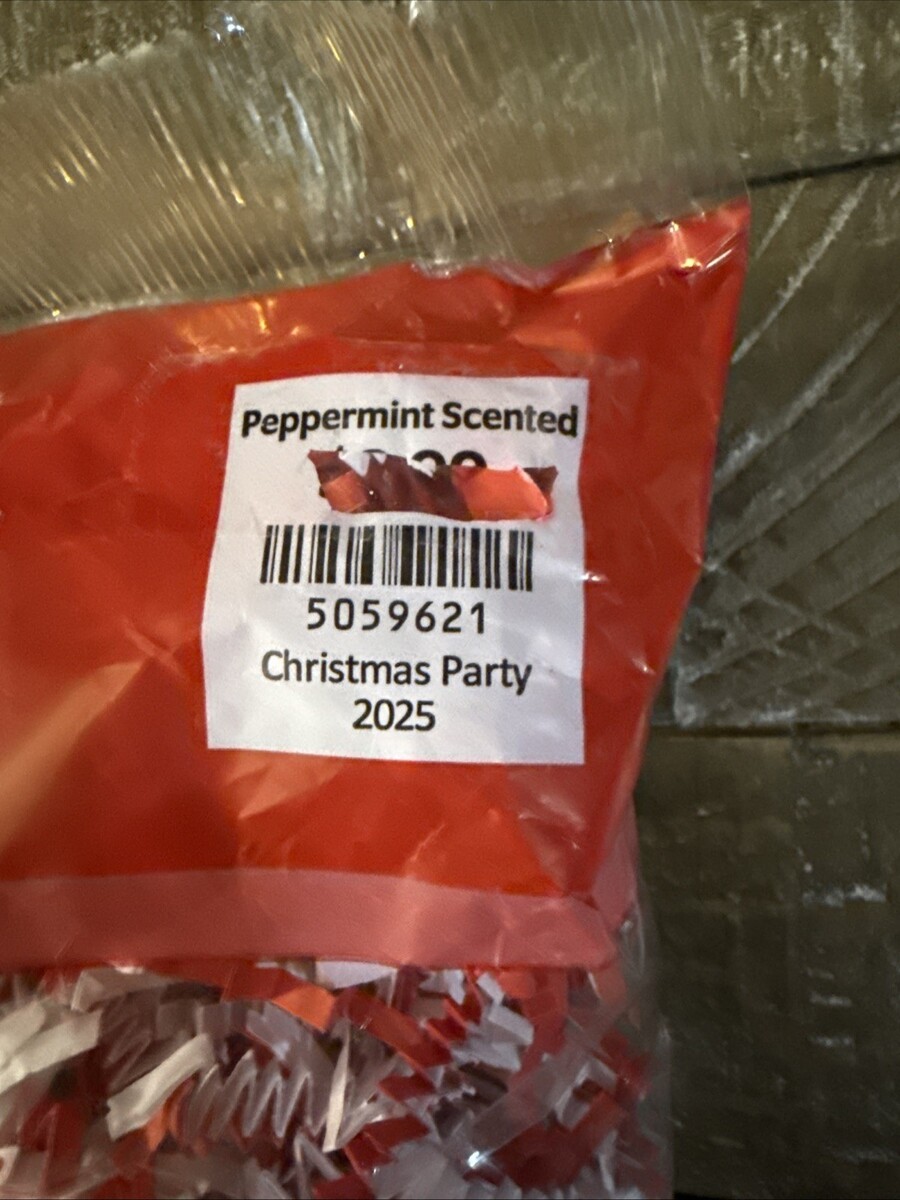 Peppermint Scented
5059621
Christmas Party
2025